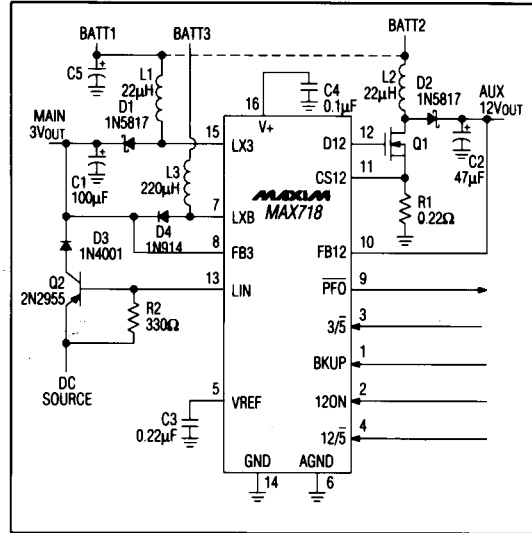 BATT1 BATT3 BATT2
C5
+
L1
22µH
D1
1N5817
L3
220µH
MAIN
3VOUT
C1
100µF
+
D4
1N914
D3
1N4001
Q2
2N2955
R2
330Ω
DC
SOURCE
C3
0.22µF
C4
0.1µF
16
V+
15 LX3
7 LXB
8 FB3
13 LIN
5 VREF
MAXIM
MAX718
D12 12
CS12 11
FB12 10
PFO 9
3/5 3
BKUP 1
12ON 2
12/5 4
GND AGND
14 6
L2
22µH
D2
1N5817
AUX
12VOUT
Q1
C2
47µF
+
R1
0.22Ω